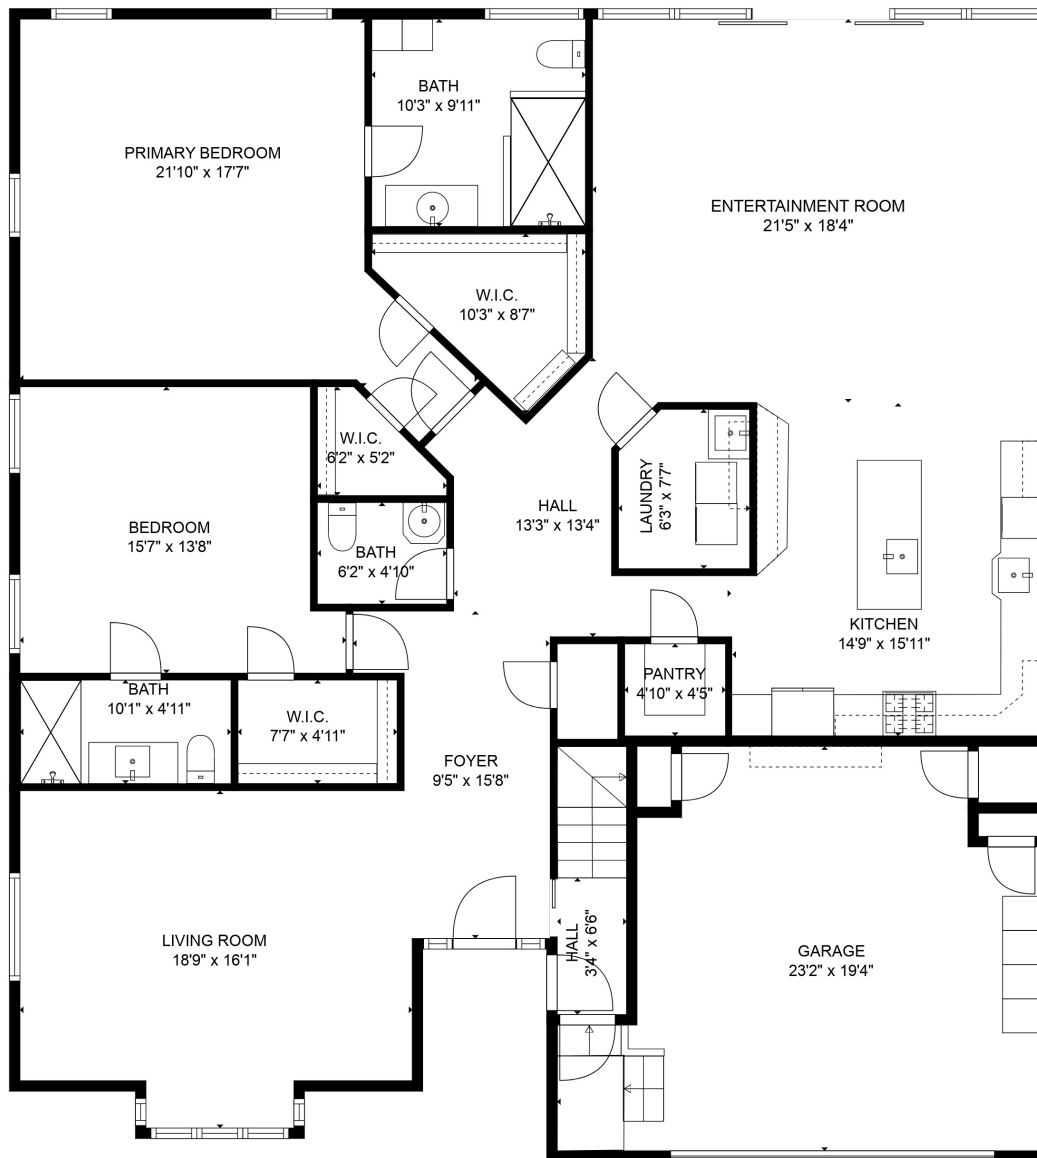 BATH
10'3" x 9'11"
PRIMARY BEDROOM
21'10" x 17'7"
ENTERTAINMENT ROOM
21'5" x 18'4"
W.I.C.
10'3" x 8'7"
W.I.C.
6'2" x 5'2"
LAUNDRY
6'3" x 7'7"
HALL
13'3" x 13'4"
BEDROOM
15'7" x 13'8"
BATH
6'2" x 4'10"
KITCHEN
14'9" x 15'11"
PANTRY
4'10" x 4'5"
BATH
10'1" x 4'11"
W.I.C.
7'7" x 4'11"
FOYER
9'5" x 15'8"
LIVING ROOM
18'9" x 16'1"
HALL
3'4" x 6'6"
GARAGE
23'2" x 19'4"